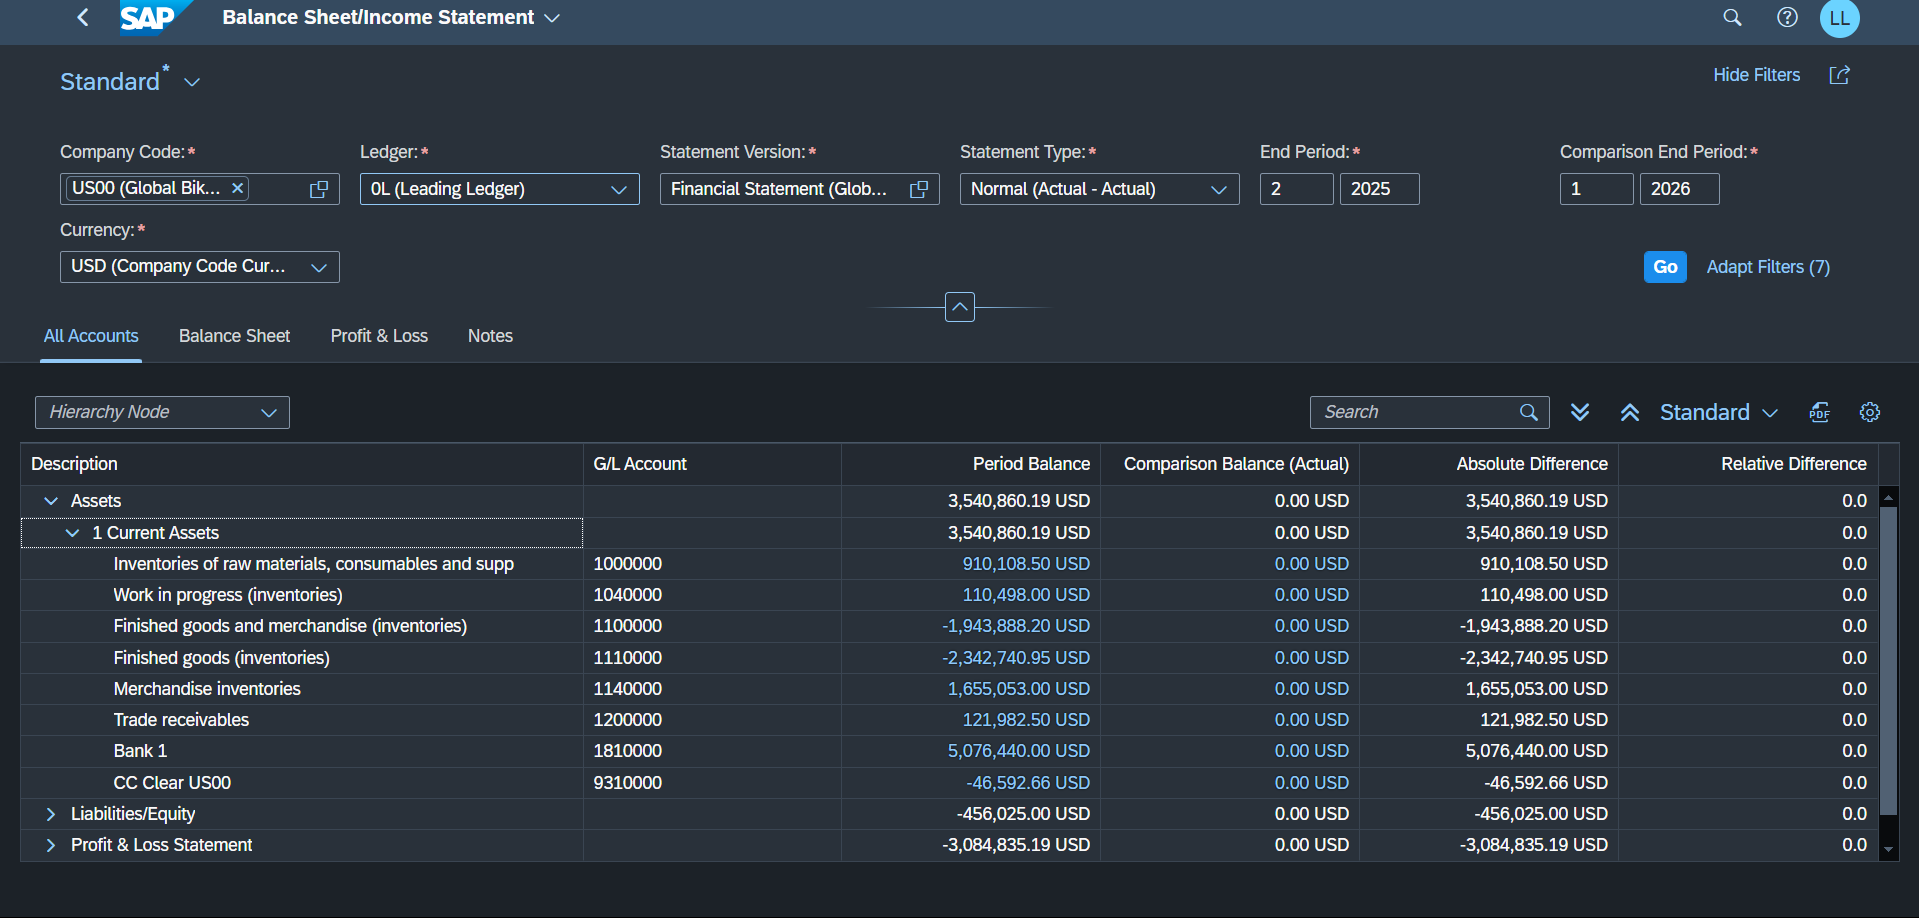 SAP Balance Sheet/Income Statement LL
Standard* Hide Filters
Company Code:* Ledger:* Statement Version:* Statement Type:* End Period:* Comparison End Period:*
US00 (Global Bik... 0L (Leading Ledger) Financial Statement (Glob... Normal (Actual - Actual) 2 2025 1 2026
Currency:*
USD (Company Code Cur... Go Adapt Filters (7)
All Accounts Balance Sheet Profit & Loss Notes
Hierarchy Node Search Standard PDF
Description G/L Account Period Balance Comparison Balance (Actual) Absolute Difference Relative Difference
Assets 3,540,860.19 USD 0.00 USD 3,540,860.19 USD 0.0
1 Current Assets 3,540,860.19 USD 0.00 USD 3,540,860.19 USD 0.0
Inventories of raw materials, consumables and supp 1000000 910,108.50 USD 0.00 USD 910,108.50 USD 0.0
Work in progress (inventories) 1040000 110,498.00 USD 0.00 USD 110,498.00 USD 0.0
Finished goods and merchandise (inventories) 1100000 -1,943,888.20 USD 0.00 USD -1,943,888.20 USD 0.0
Finished goods (inventories) 1110000 -2,342,740.95 USD 0.00 USD -2,342,740.95 USD 0.0
Merchandise inventories 1140000 1,655,053.00 USD 0.00 USD 1,655,053.00 USD 0.0
Trade receivables 1200000 121,982.50 USD 0.00 USD 121,982.50 USD 0.0
Bank 1 1810000 5,076,440.00 USD 0.00 USD 5,076,440.00 USD 0.0
CC Clear US00 9310000 -46,592.66 USD 0.00 USD -46,592.66 USD 0.0
Liabilities/Equity -456,025.00 USD 0.00 USD -456,025.00 USD 0.0
Profit & Loss Statement -3,084,835.19 USD 0.00 USD -3,084,835.19 USD 0.0